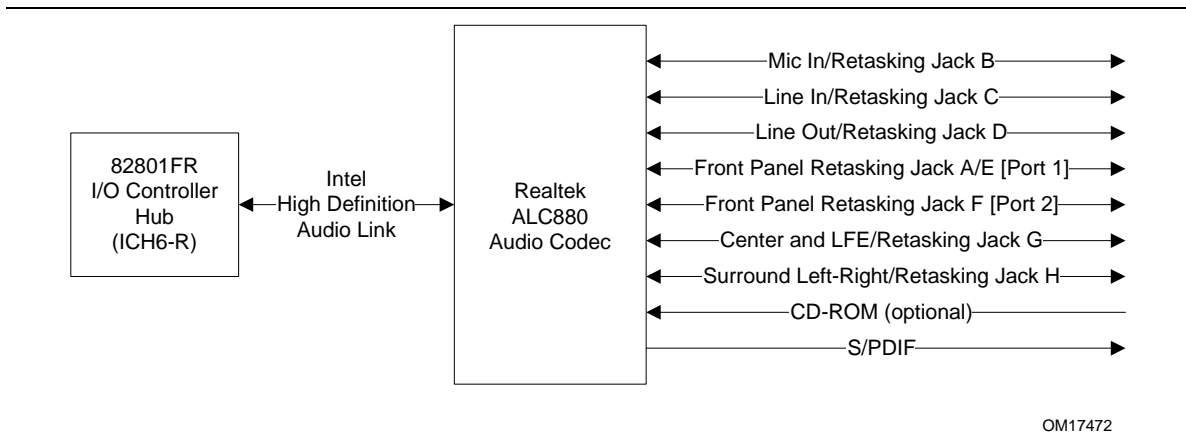 82801FR
I/O Controller
Hub
(ICH6-R)
Intel
High Definition
Audio Link
Realtek
ALC880
Audio Codec
Mic In/Retasking Jack B
Line In/Retasking Jack C
Line Out/Retasking Jack D
Front Panel Retasking Jack A/E [Port 1]
Front Panel Retasking Jack F [Port 2]
Center and LFE/Retasking Jack G
Surround Left-Right/Retasking Jack H
CD-ROM (optional)
S/PDIF
OM17472